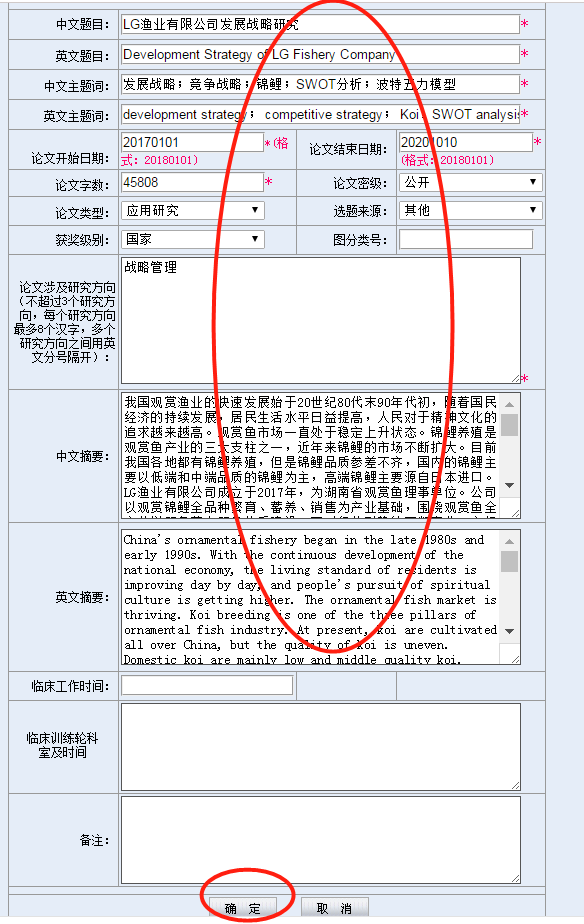 中文题目： LG渔业有限公司发展战略研究 *
英文题目： Development Strategy of LG Fishery Company *
中文主题词： 发展战略；竞争战略；锦鲤；SWOT分析；波特五力模型 *
英文主题词： development strategy； competitive strategy； Koi； SWOT analysis *
论文开始日期： 20170101 *(格式：20180101) 论文结束日期： 20201010 * (格式：20180101)
论文字数： 45808 * 论文密级： 公开
论文类型： 应用研究 选题来源： 其他
获奖级别： 国家 图分类号：
论文涉及研究方向
（不超过3个研究方
向，每个研究方向
最多8个汉字，多个
研究方向之间用英
文分号隔开）：
战略管理
*
中文摘要：
我国观赏渔业的快速发展始于20世纪80代末90年代初，随着国民
经济的持续发展，居民生活水平日益提高，人民对于精神文化的
追求越来越高。观赏鱼市场一直处于稳定上升状态。锦鲤养殖是
观赏鱼产业的三大支柱之一，近年来锦鲤的市场不断扩大。目前
我国各地都有锦鲤养殖，但是锦鲤品质参差不齐，国内的锦鲤主
要以低端和中端品质的锦鲤为主，高端锦鲤主要源自日本进口。
LG渔业有限公司成立于2017年，为湖南省观赏鱼理事单位。公司
以观赏锦鲤全品种繁育、蓄养、销售为产业基础，围绕观赏鱼全
英文摘要：
China's ornamental fishery began in the late 1980s and
early 1990s. With the continuous development of the
national economy, the living standard of residents is
improving day by day, and people's pursuit of spiritual
culture is getting higher. The ornamental fish market is
thriving. Koi breeding is one of the three pillars of
ornamental fish industry. At present, koi are cultivated
all over China, but the quality of koi is uneven.
Domestic koi are mainly low and middle quality koi.
临床工作时间：
临床训练轮科
室及时间
备注：
确 定 取 消